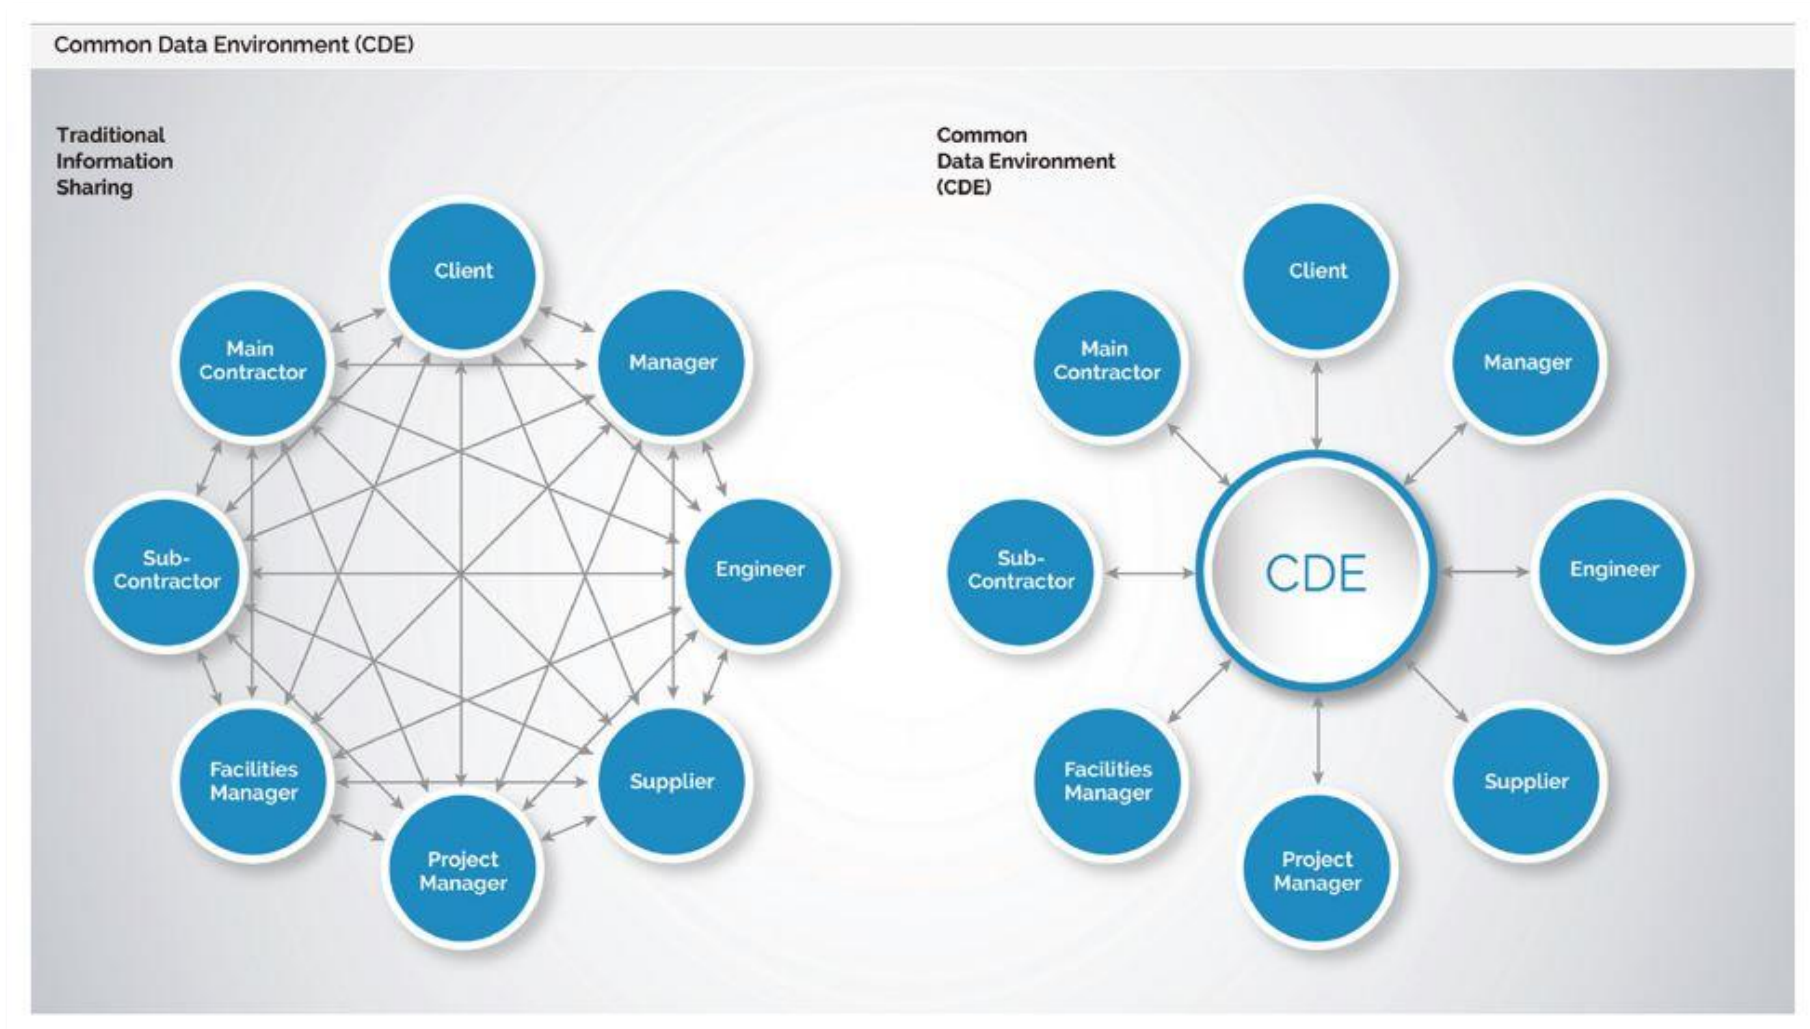 Common Data Environment (CDE)
Traditional
Information
Sharing
Client
Main
Contractor
Manager
Sub-
Contractor
Engineer
Facilities
Manager
Supplier
Project
Manager
Common
Data Environment
(CDE)
Client
Main
Contractor
Manager
Sub-
Contractor
CDE
Engineer
Facilities
Manager
Supplier
Project
Manager